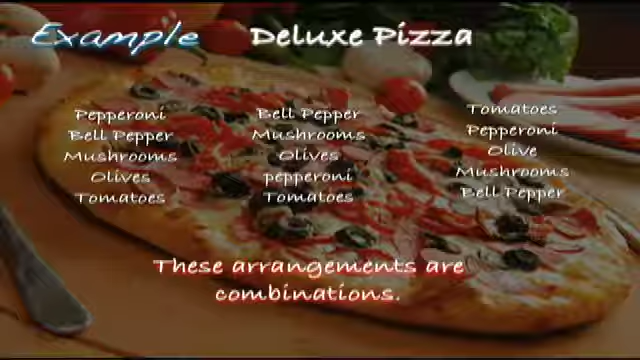 Example Deluxe Pizza
Pepperoni
Bell Pepper
Mushrooms
Olives
Tomatoes
Bell Pepper
Mushrooms
Olives
pepperoni
Tomatoes
Tomatoes
Pepperoni
Olive
Mushrooms
Bell Pepper
These arrangements are
combinations.